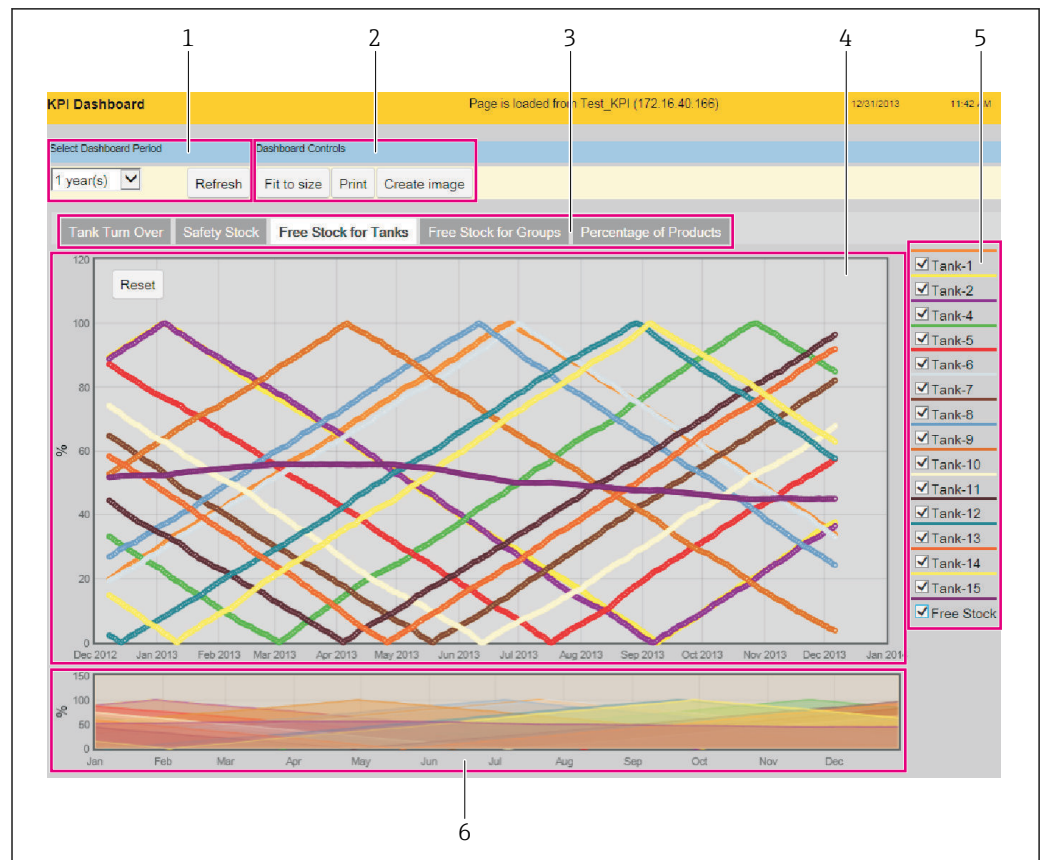 1 2 3 4 5
KPI Dashboard Page is loaded from Test_KPI (172.16.40.166) 12/31/2013 11:42 AM
Select Dashboard Period Dashboard Controls
1 year(s) Refresh Fit to size Print Create image
Tank Turn Over Safety Stock Free Stock for Tanks Free Stock for Groups Percentage of Products
Reset
120
100
80
60
40
20
0
%
Dec 2012 Jan 2013 Feb 2013 Mar 2013 Apr 2013 May 2013 Jun 2013 Jul 2013 Aug 2013 Sep 2013 Oct 2013 Nov 2013 Dec 2013 Jan 201
Tank-1
Tank-2
Tank-4
Tank-5
Tank-6
Tank-7
Tank-8
Tank-9
Tank-10
Tank-11
Tank-12
Tank-13
Tank-14
Tank-15
Free Stock
150
100
50
0
%
Jan Feb Mar Apr May Jun Jul Aug Sep Oct Nov Dec
6